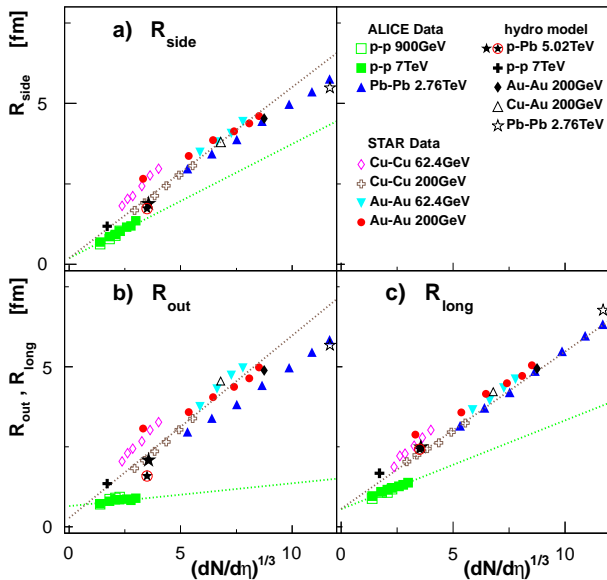 [fm]
a) R_side
R_side
5
0
ALICE Data
p-p 900GeV
p-p 7TeV
Pb-Pb 2.76TeV
STAR Data
Cu-Cu 62.4GeV
Cu-Cu 200GeV
Au-Au 62.4GeV
Au-Au 200GeV
hydro model
p-Pb 5.02TeV
p-p 7TeV
Au-Au 200GeV
Cu-Au 200GeV
Pb-Pb 2.76TeV
[fm]
b) R_out
R_out , R_long
5
0
0 5 10
(dN/dη)^1/3
c) R_long
0 5 10
(dN/dη)^1/3